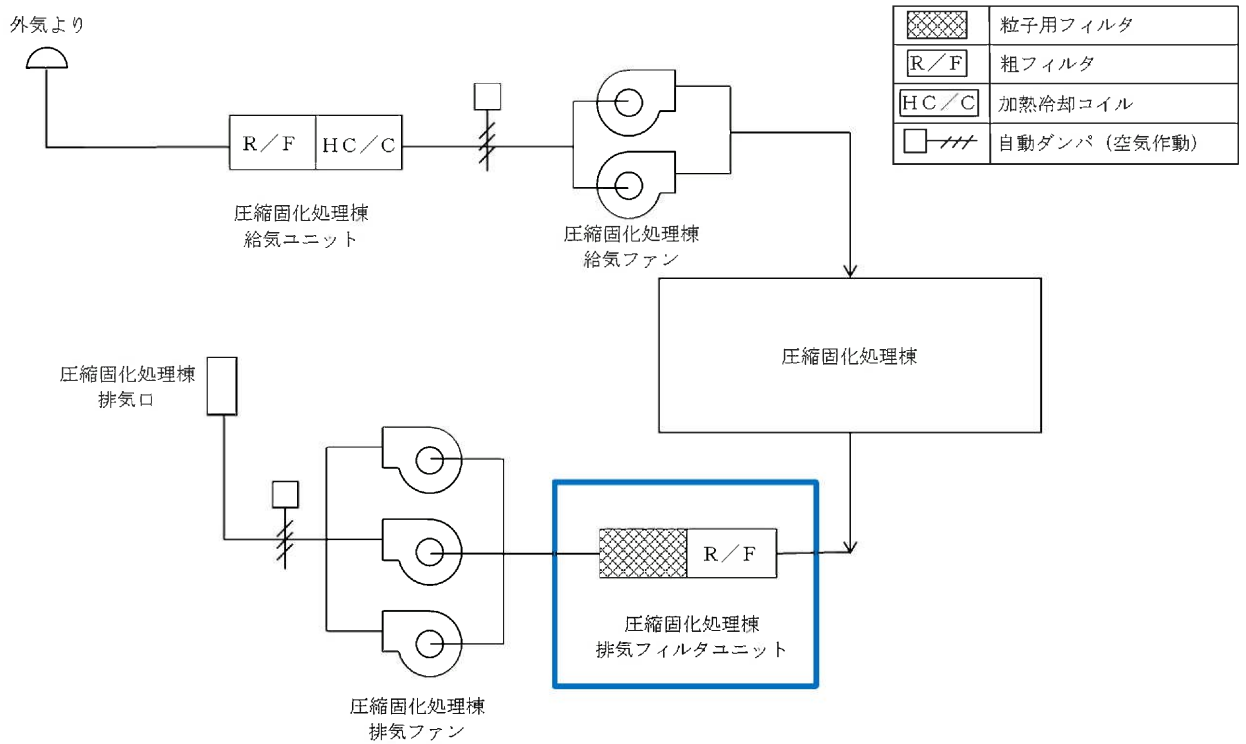 外気より
粒子用フィルタ
R/F
粗フィルタ
HC/C
加熱冷却コイル
自動ダンパ(空気作動)
R/F
HC/C
圧縮固化処理棟
給気ユニット
圧縮固化処理棟
給気ファン
圧縮固化処理棟
圧縮固化処理棟
排気口
R/F
圧縮固化処理棟
排気フィルタユニット
圧縮固化処理棟
排気ファン